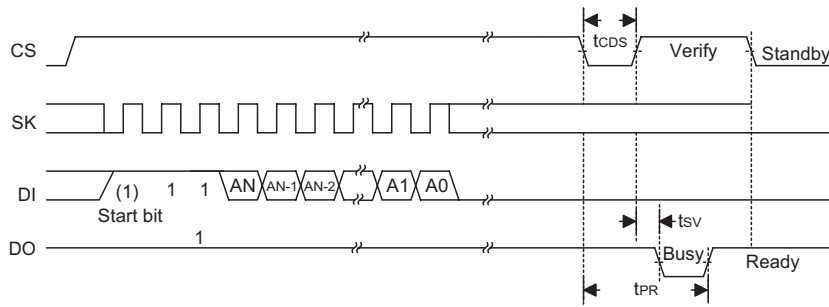 CS tCDS Verify Standby
SK
DI (1) 1 1 AN AN-1 AN-2 A1 A0
Start bit
tSV
DO 1 Busy Ready
tPR